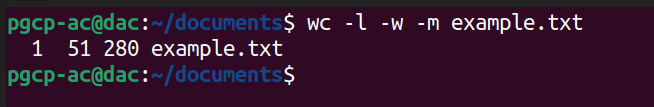 pgcp-ac@dac:~/documents$ wc -l -w -m example.txt
  1  51 280 example.txt
pgcp-ac@dac:~/documents$